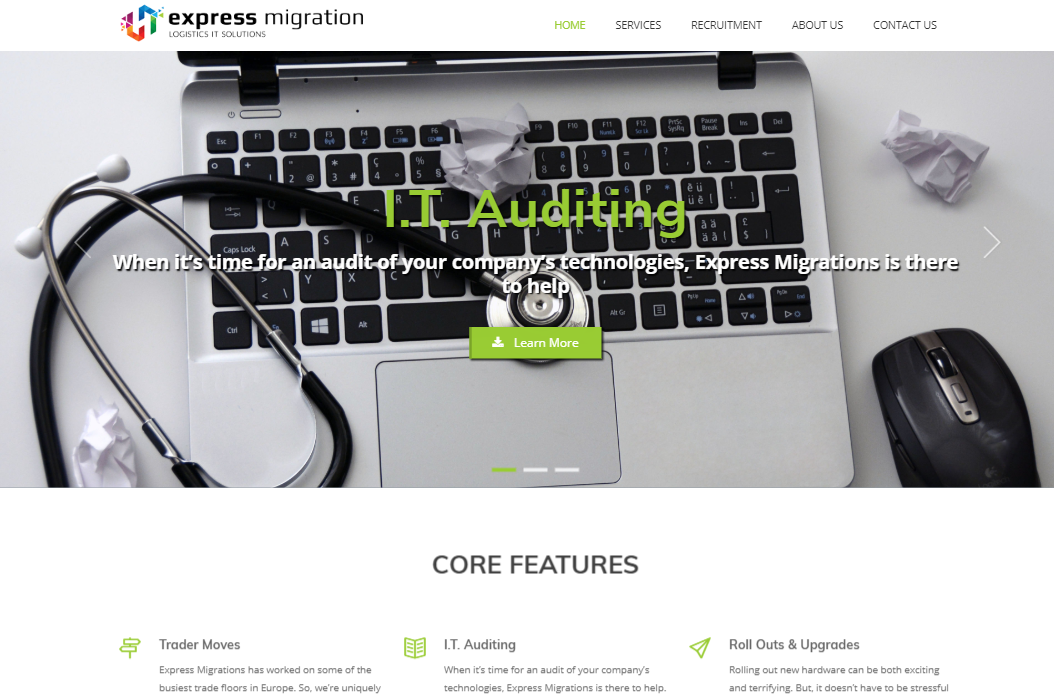 express migration
LOGISTICS IT SOLUTIONS
HOME SERVICES RECRUITMENT ABOUT US CONTACT US
I.T. Auditing
When it's time for an audit of your company's technologies, Express Migrations is there
to help
Learn More
CORE FEATURES
Trader Moves
Express Migrations has worked on some of the
busiest trade floors in Europe. So, we're uniquely
I.T. Auditing
When it's time for an audit of your company's
technologies, Express Migrations is there to help.
Roll Outs & Upgrades
Rolling out new hardware can be both exciting
and terrifying. But, it doesn't have to be stressful